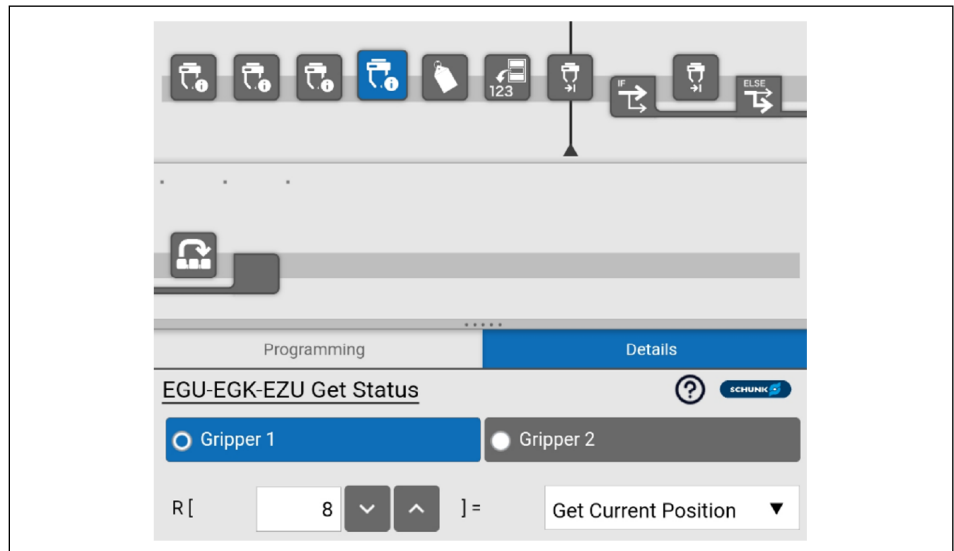 123
IF
ELSE
Programming Details
EGU-EGK-EZU Get Status
? SCHUNK
Gripper 1 Gripper 2
R [ 8 ] = Get Current Position